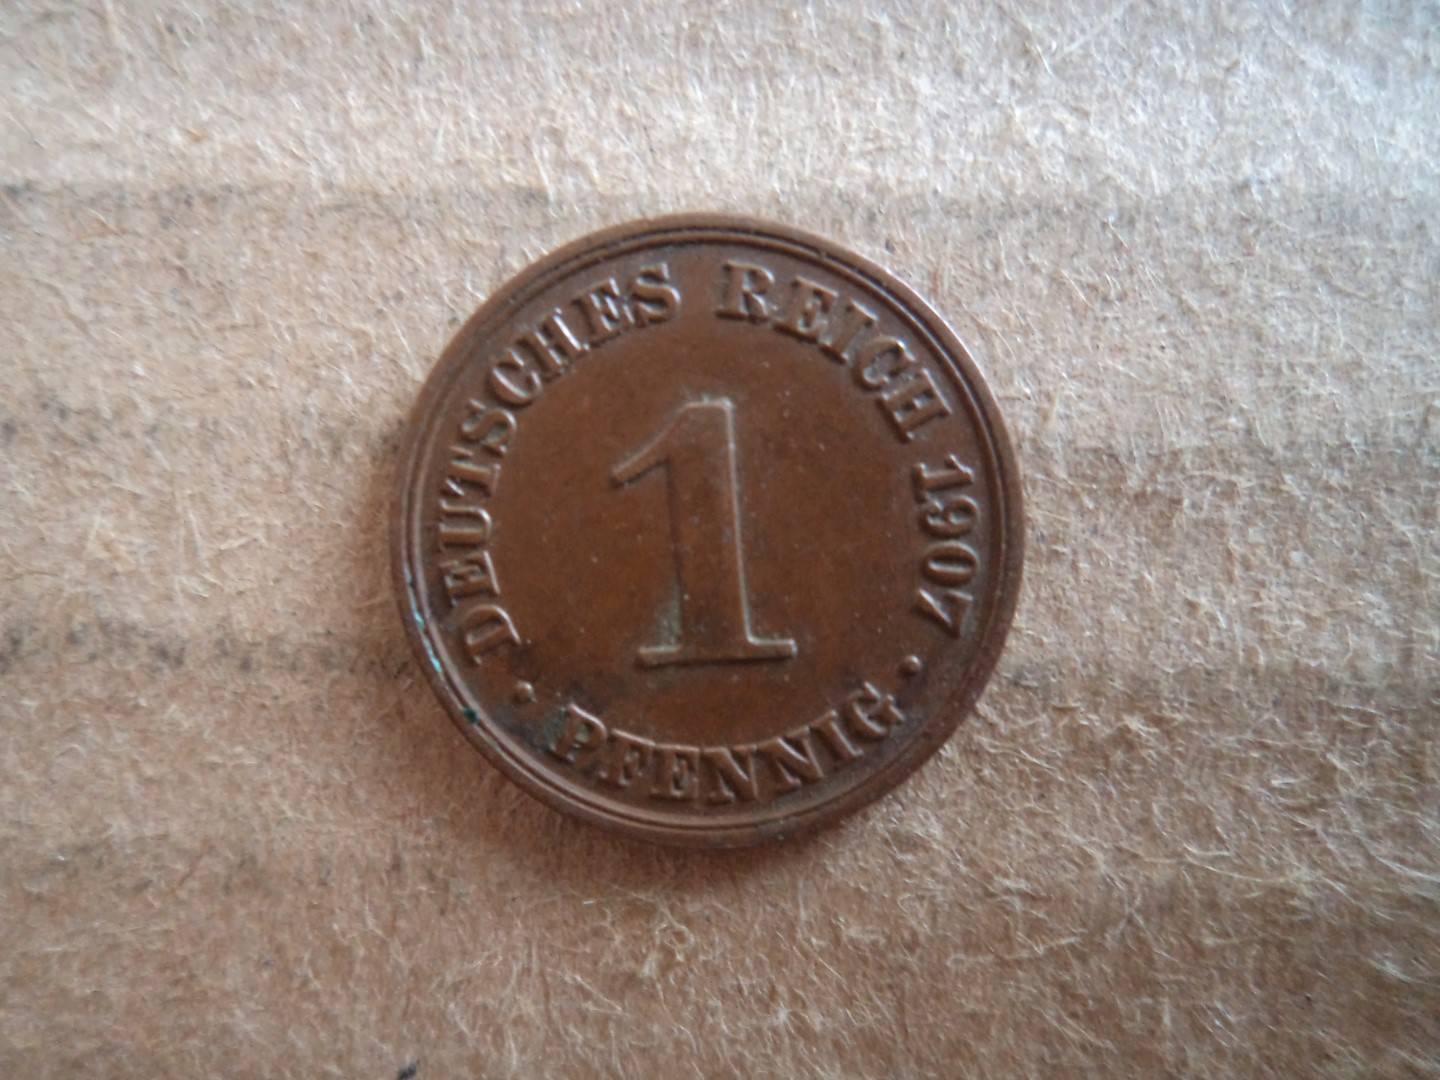 DEUTSCHES REICH 1907
1
· PFENNIG ·